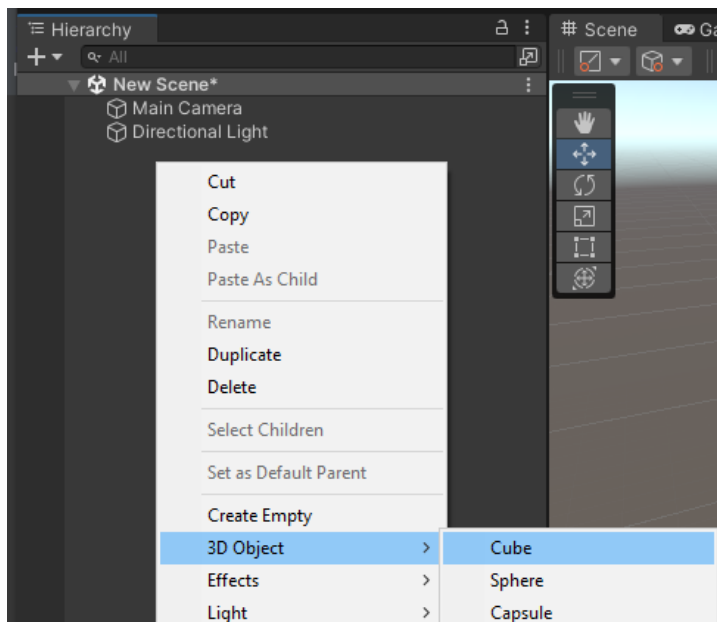 Hierarchy
All
New Scene*
Main Camera
Directional Light
Cut
Copy
Paste
Paste As Child
Rename
Duplicate
Delete
Select Children
Set as Default Parent
Create Empty
3D Object
Effects
Light
Cube
Sphere
Capsule
# Scene
Ga